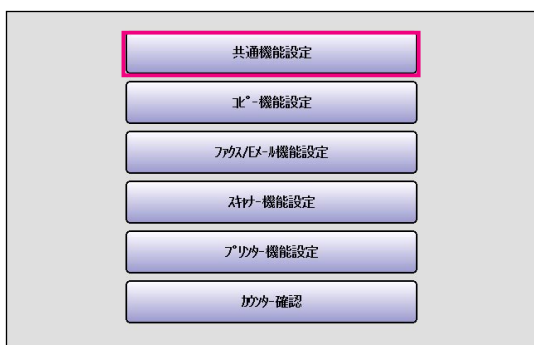 共通機能設定
ｺﾋﾟｰ機能設定
ﾌｧｸｽ/Eﾒｰﾙ機能設定
ｽｷｬﾅｰ機能設定
ﾌﾟﾘﾝﾀｰ機能設定
ｶｳﾝﾀｰ確認